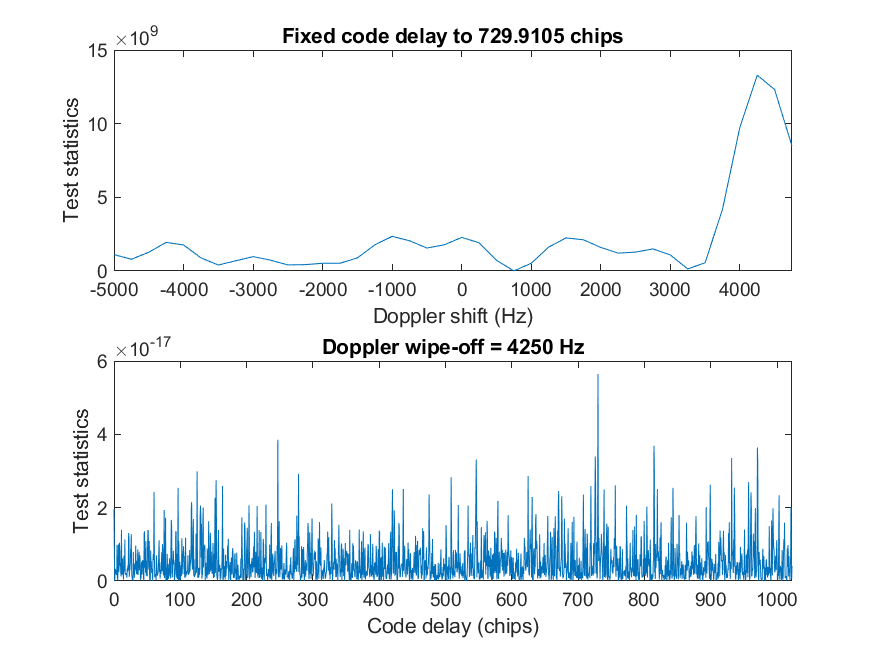 ×10^9
Fixed code delay to 729.9105 chips
15
10
5
0
Test statistics
-5000 -4000 -3000 -2000 -1000 0 1000 2000 3000 4000
Doppler shift (Hz)
×10^-17
Doppler wipe-off = 4250 Hz
6
4
2
0
Test statistics
0 100 200 300 400 500 600 700 800 900 1000
Code delay (chips)